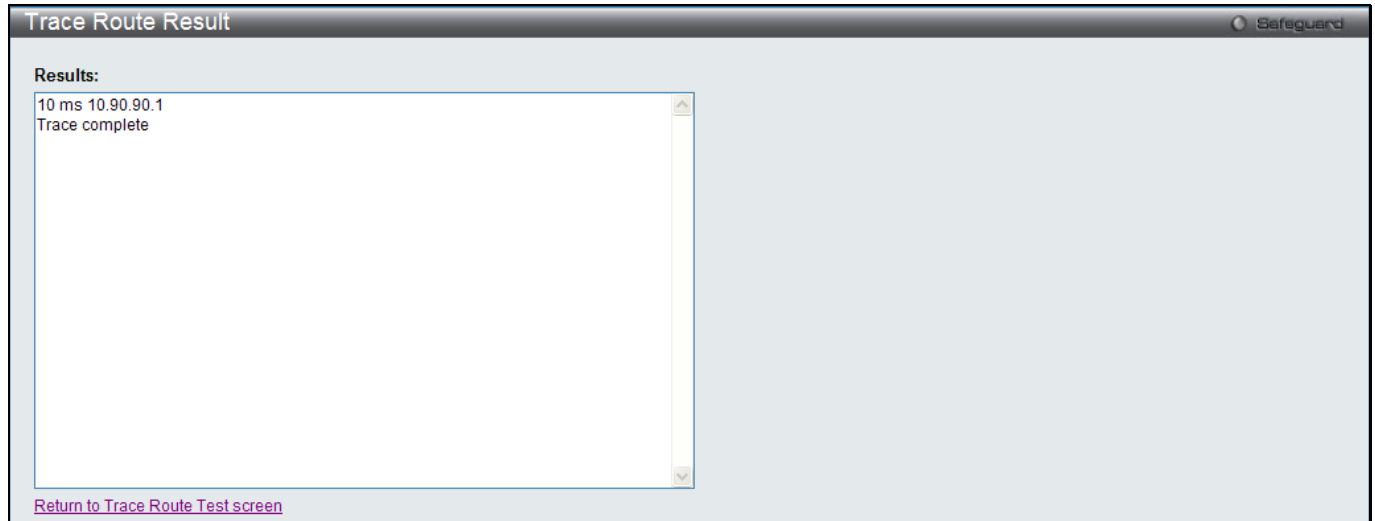 Trace Route Result
Safeguard
Results:
10 ms 10.90.90.1
Trace complete
Return to Trace Route Test screen